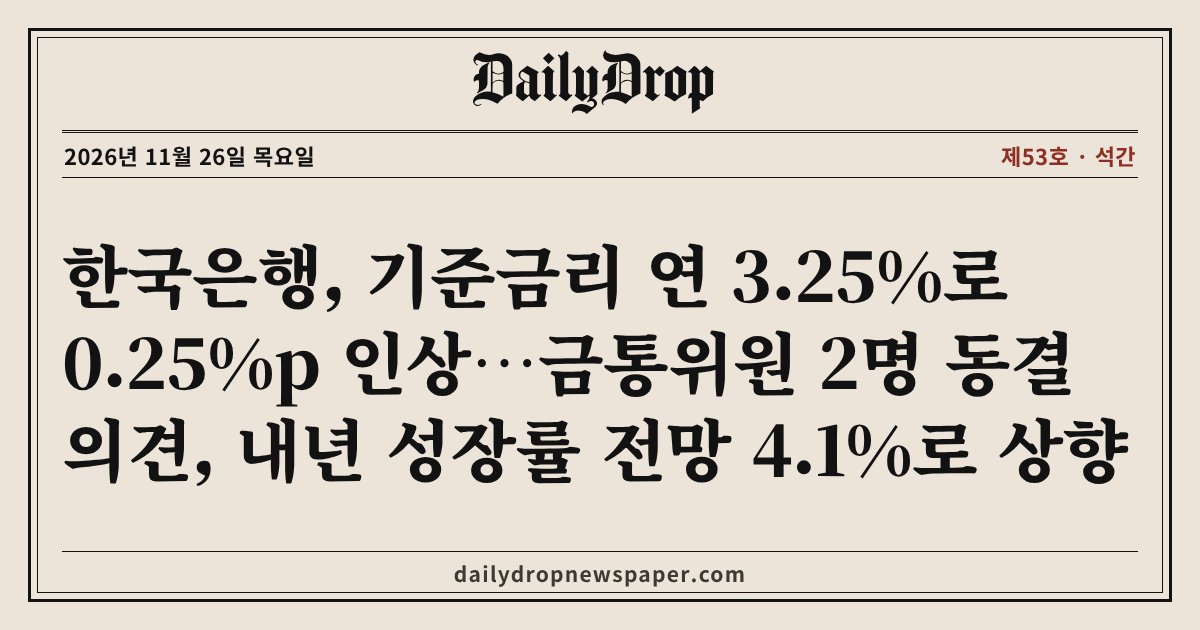 DailyDrop
2026년 11월 26일 목요일
제53호 · 석간
한국은행, 기준금리 연 3.25%로
0.25%p 인상…금통위원 2명 동결
의견, 내년 성장률 전망 4.1%로 상향
dailydropnewspaper.com